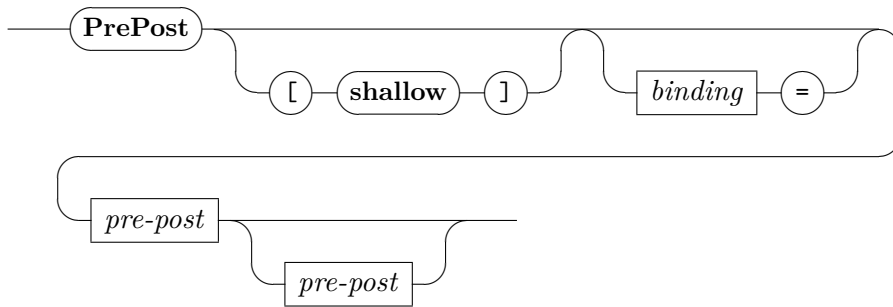 PrePost
[ shallow ] binding =
pre-post
pre-post